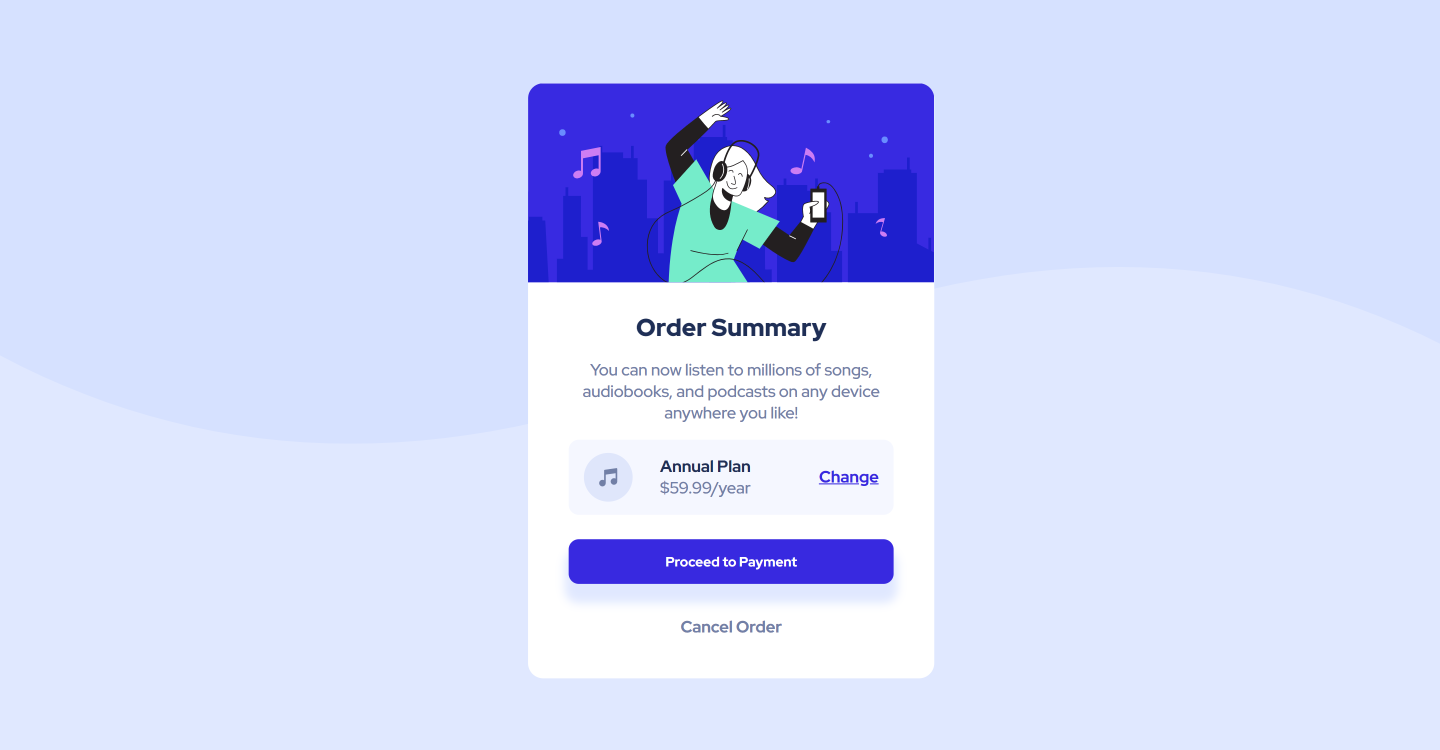 Order Summary
You can now listen to millions of songs,
audiobooks, and podcasts on any device
anywhere you like!
Annual Plan
$59.99/year
Change
Proceed to Payment
Cancel Order